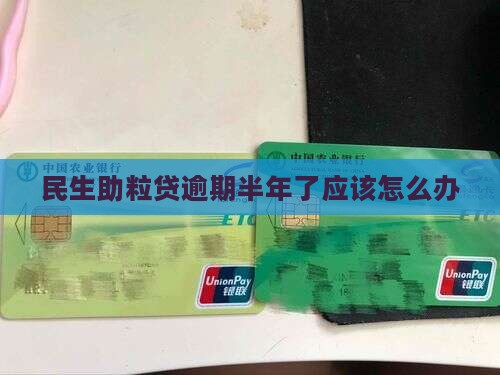 中国农业银行
中国农业银行
民生助粒贷逾期半年了应该怎么办
ETC
UnionPay
银联
UnionPay
银联